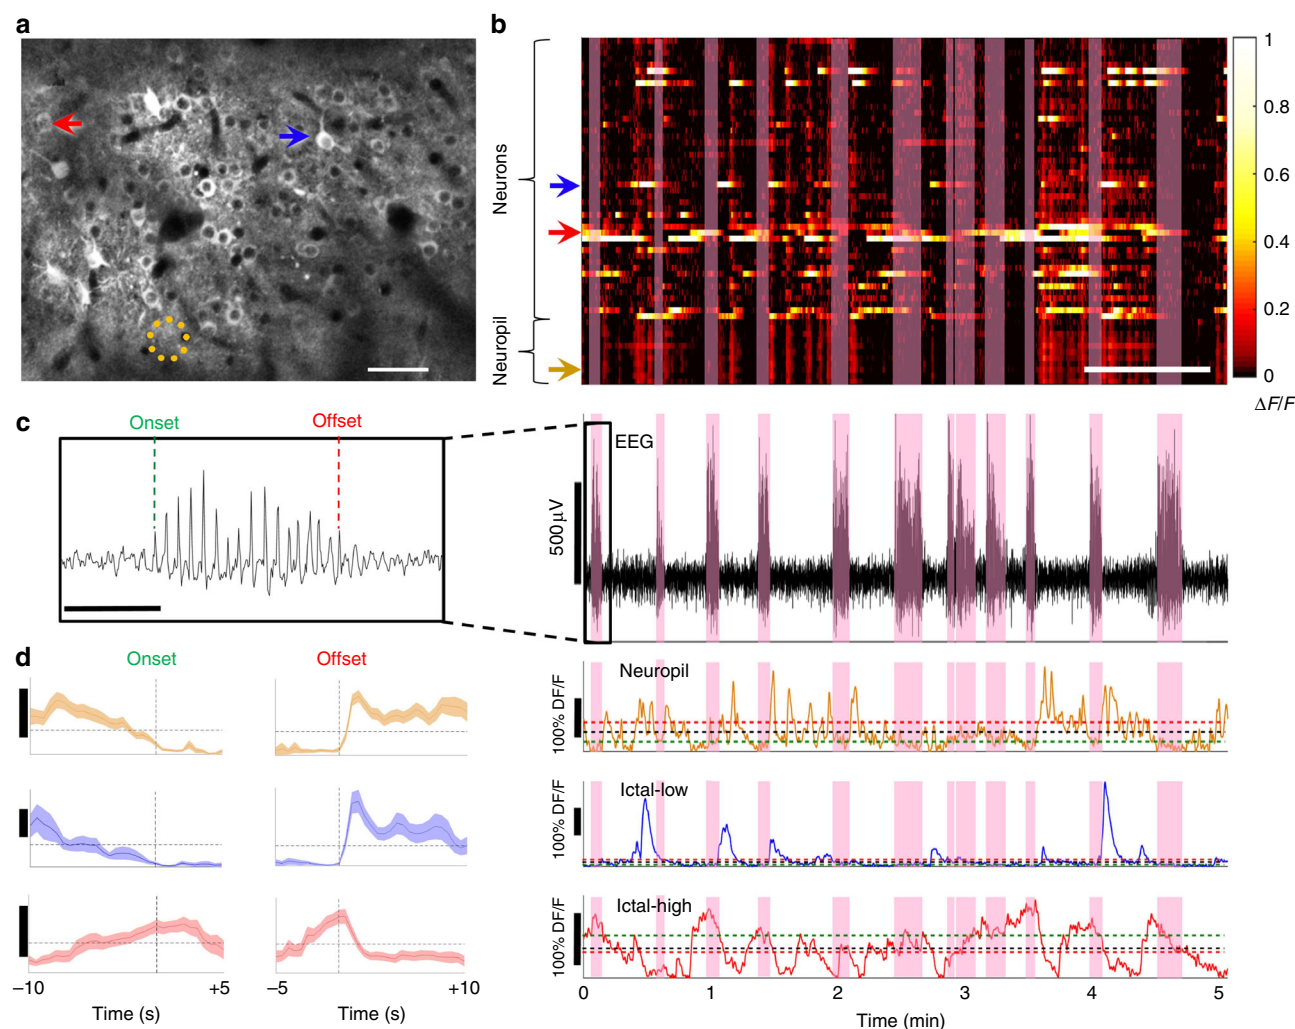 a
b
Neurons
Neuropil
1
0.8
0.6
0.4
0.2
0
ΔF/F
c
Onset
Offset
EEG
500 μV
d
Onset
Offset
–10
+5
–5
+10
Time (s)
Time (s)
Neuropil
100% DF/F
Ictal-low
100% DF/F
Ictal-high
100% DF/F
0
1
2
3
4
5
Time (min)